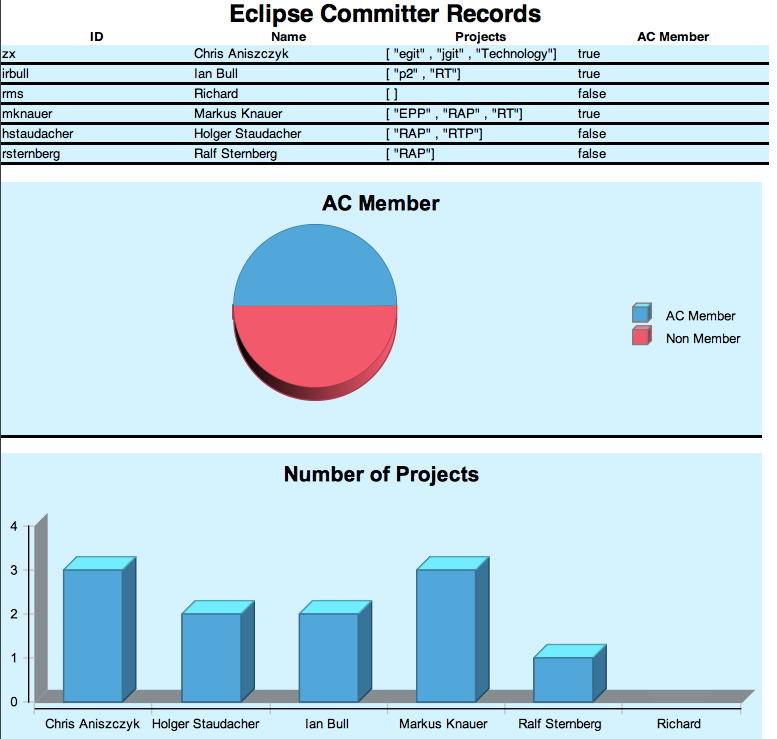 Eclipse Committer Records
ID Name Projects AC Member
zx Chris Aniszczyk [ "egit" , "jgit" , "Technology"] true
irbull Ian Bull [ "p2" , "RT"] true
rms Richard [ ] false
mknauer Markus Knauer [ "EPP" , "RAP" , "RT"] true
hstaudacher Holger Staudacher [ "RAP" , "RTP"] false
rsternberg Ralf Sternberg [ "RAP"] false
AC Member
AC Member
Non Member
Number of Projects
4
3
2
1
0
Chris Aniszczyk Holger Staudacher Ian Bull Markus Knauer Ralf Sternberg Richard